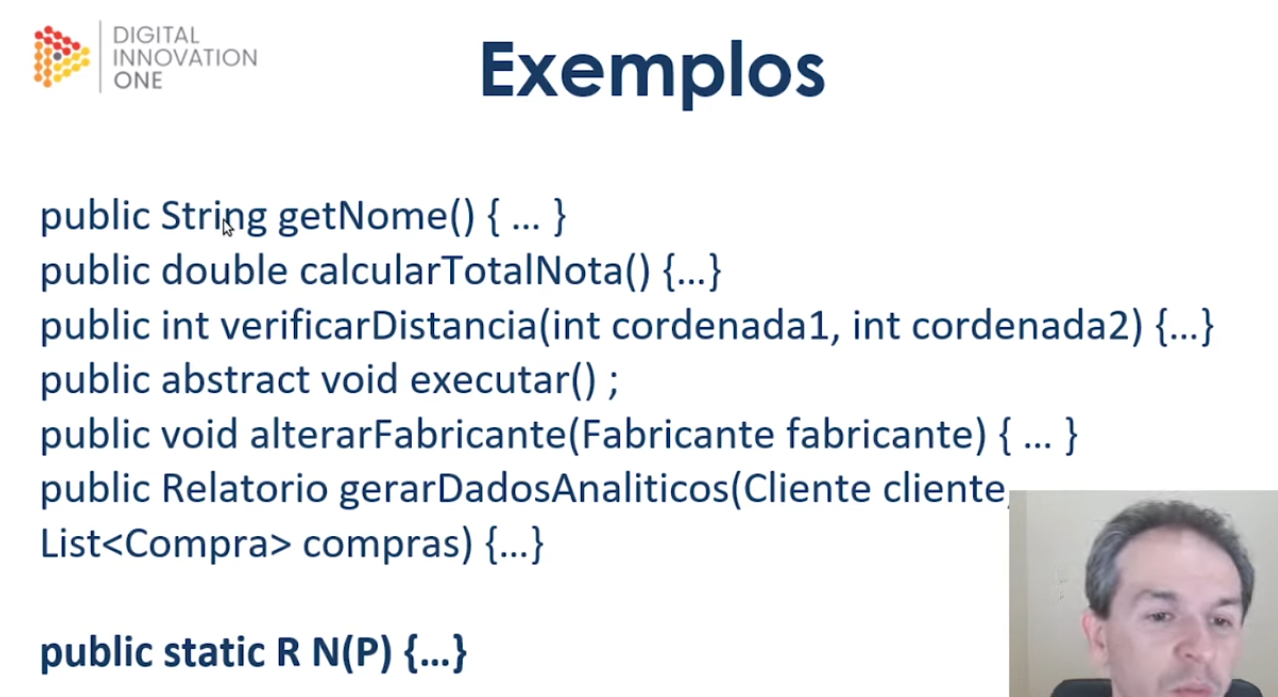 DIGITAL
INNOVATION
ONE
Exemplos
public String getNome() { ... }
public double calcularTotalNota() {...}
public int verificarDistancia(int cordenada1, int cordenada2) {...}
public abstract void executar() ;
public void alterarFabricante(Fabricante fabricante) { ... }
public Relatorio gerarDadosAnaliticos(Cliente cliente,
List<Compra> compras) {...}
public static R N(P) {...}